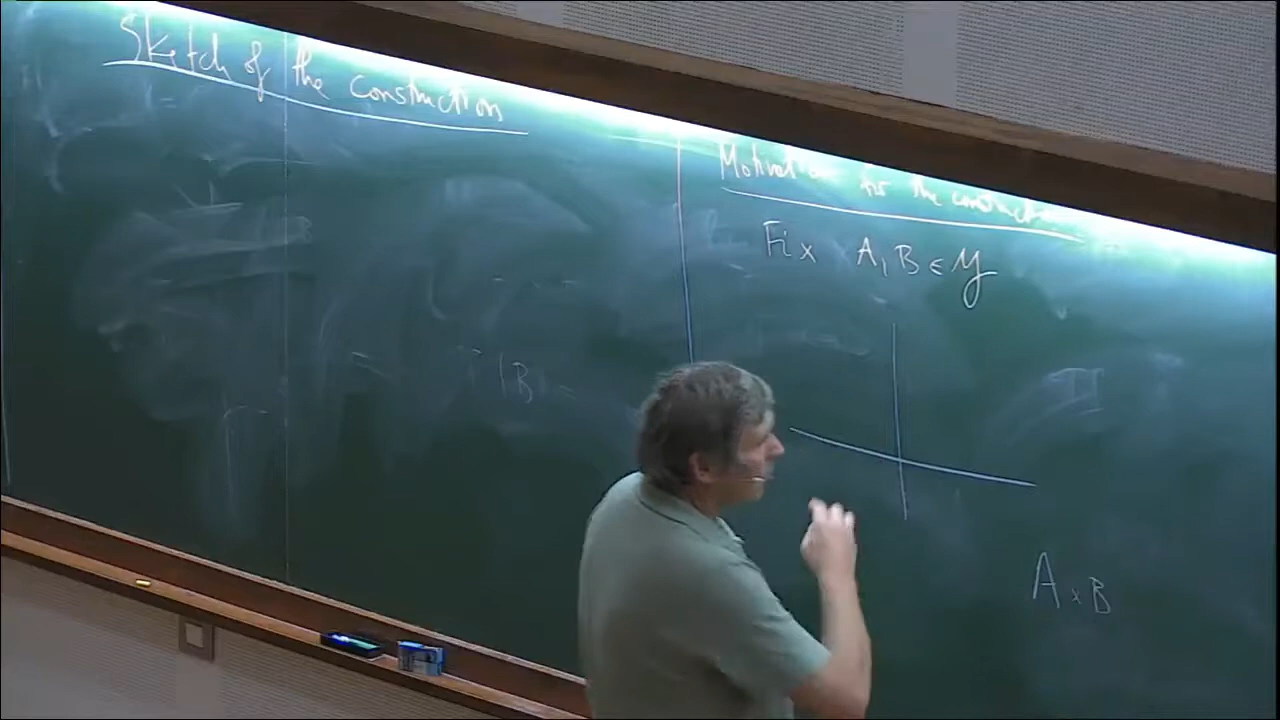 Sketch of the construction
Motivation for the construction
Fix A, B ∈ Y
A × B